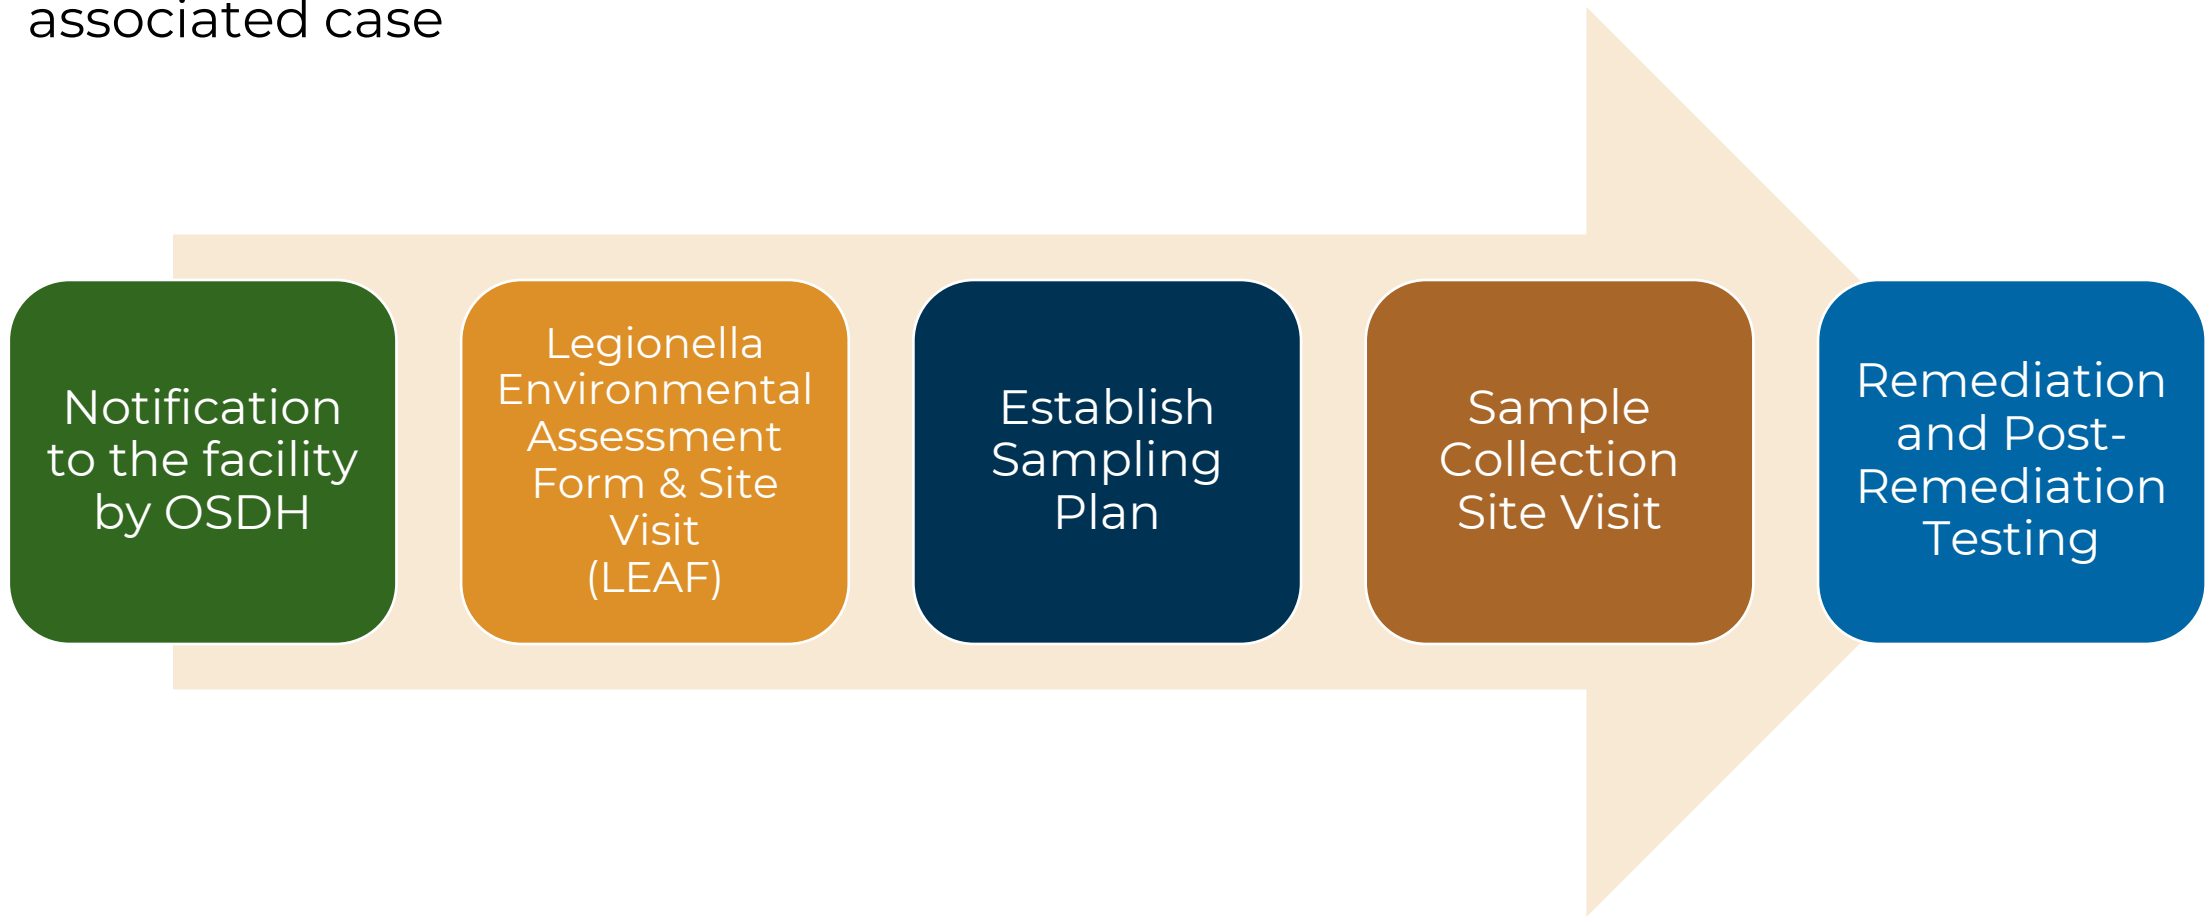 associated case
Notification
to the facility
by OSDH
Legionella
Environmental
Assessment
Form & Site
Visit
(LEAF)
Establish
Sampling
Plan
Sample
Collection
Site Visit
Remediation
and Post-
Remediation
Testing